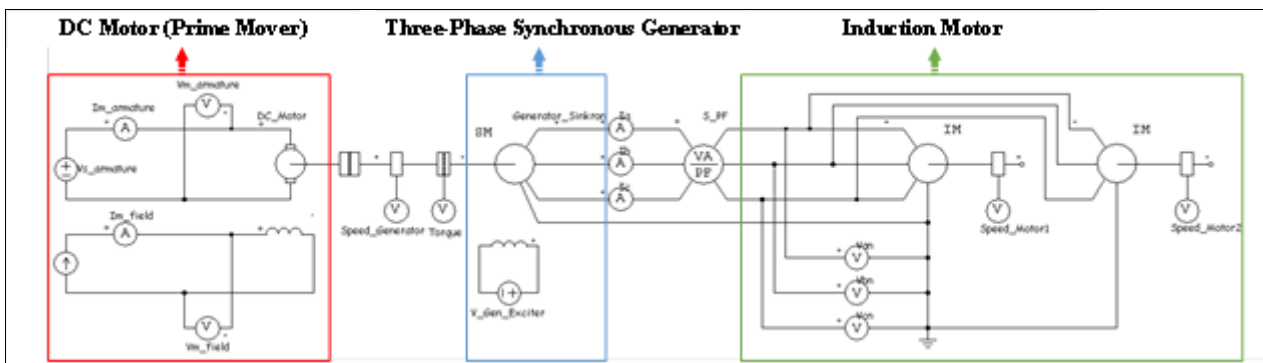 DC Motor (Prime Mover)
Three-Phase Synchronous Generator
Induction Motor
Vm_armature
Im_armature
V
DC_Motor
A
Vs_armature
Im_field
A
V
Vm_field
V
Speed_Generator
V
Torque
SM
Generator_Sinkron
V_Gen_Exciter
A
A
S_PF
VA
PF
IM
IM
V
Speed_Motor1
V
Speed_Motor2
V
V
V